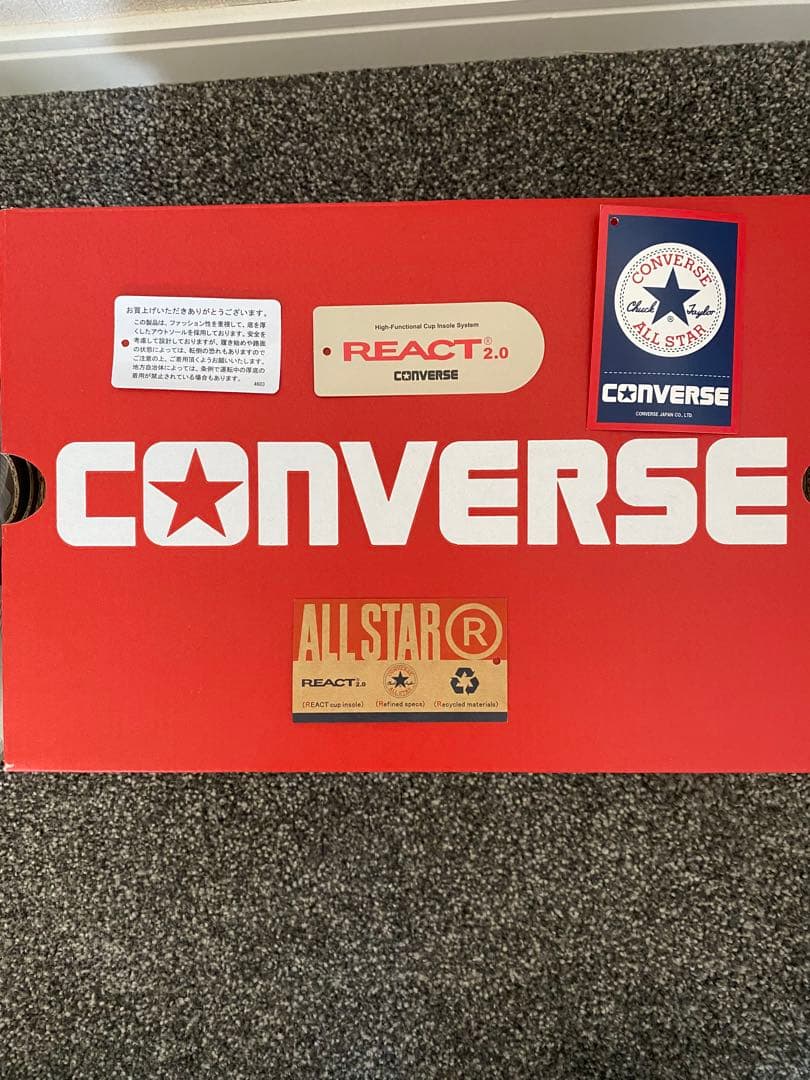 お買上げいただきありがとうございます。
この製品は、ファッション性を重視して、底を厚
くしたアウトソールを採用しております。安全を
考慮して設計しておりますが、履き始めや路面
の状態によっては、転倒の恐れもありますので
ご注意の上、ご着用頂くようお願いいたします。
地方自治体によっては、条例で運転中の厚底の
着用が禁止されている場合もあります。
4603
High-Functional Cup Insole System
REACT® 2.0
CONVERSE
CONVERSE
Chuck Taylor
®
ALL STAR
CONVERSE
CONVERSE JAPAN CO., LTD.
CONVERSE
ALL STAR Ⓡ
REACT® 2.0
CONVERSE
ALL STAR
(REACT cup insole) (Refined specs) (Recycled materials)